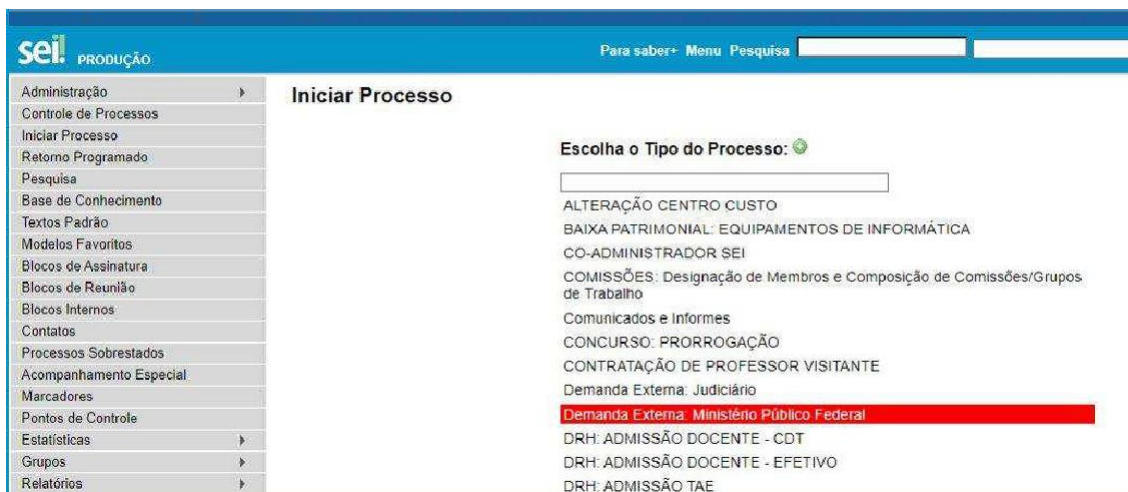 sei! PRODUÇÃO
Para saber+ Menu Pesquisa
Administração
Controle de Processos
Iniciar Processo
Retorno Programado
Pesquisa
Base de Conhecimento
Textos Padrão
Modelos Favoritos
Blocos de Assinatura
Blocos de Reunião
Blocos Internos
Contatos
Processos Sobrestados
Acompanhamento Especial
Marcadores
Pontos de Controle
Estatísticas
Grupos
Relatórios
Iniciar Processo
Escolha o Tipo do Processo:
ALTERAÇÃO CENTRO CUSTO
BAIXA PATRIMONIAL: EQUIPAMENTOS DE INFORMÁTICA
CO-ADMINISTRADOR SEI
COMISSÕES: Designação de Membros e Composição de Comissões/Grupos
de Trabalho
Comunicados e Informes
CONCURSO: PRORROGAÇÃO
CONTRATAÇÃO DE PROFESSOR VISITANTE
Demanda Externa: Judiciário
Demanda Externa: Ministério Público Federal
DRH: ADMISSÃO DOCENTE - CDT
DRH: ADMISSÃO DOCENTE - EFETIVO
DRH: ADMISSÃO TAE